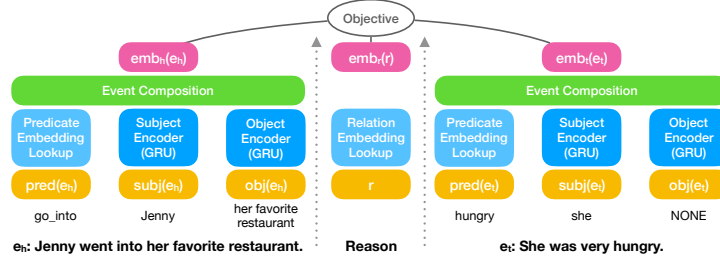 Objective
embₕ(eₕ)
embᵣ(r)
embₜ(eₜ)
Event Composition
Event Composition
Predicate
Embedding
Lookup
Subject
Encoder
(GRU)
Object
Encoder
(GRU)
Relation
Embedding
Lookup
Predicate
Embedding
Lookup
Subject
Encoder
(GRU)
Object
Encoder
(GRU)
pred(eₕ)
subj(eₕ)
obj(eₕ)
r
pred(eₜ)
subj(eₜ)
obj(eₜ)
go_into
Jenny
her favorite
restaurant
hungry
she
NONE
eₕ: Jenny went into her favorite restaurant.
Reason
eₜ: She was very hungry.